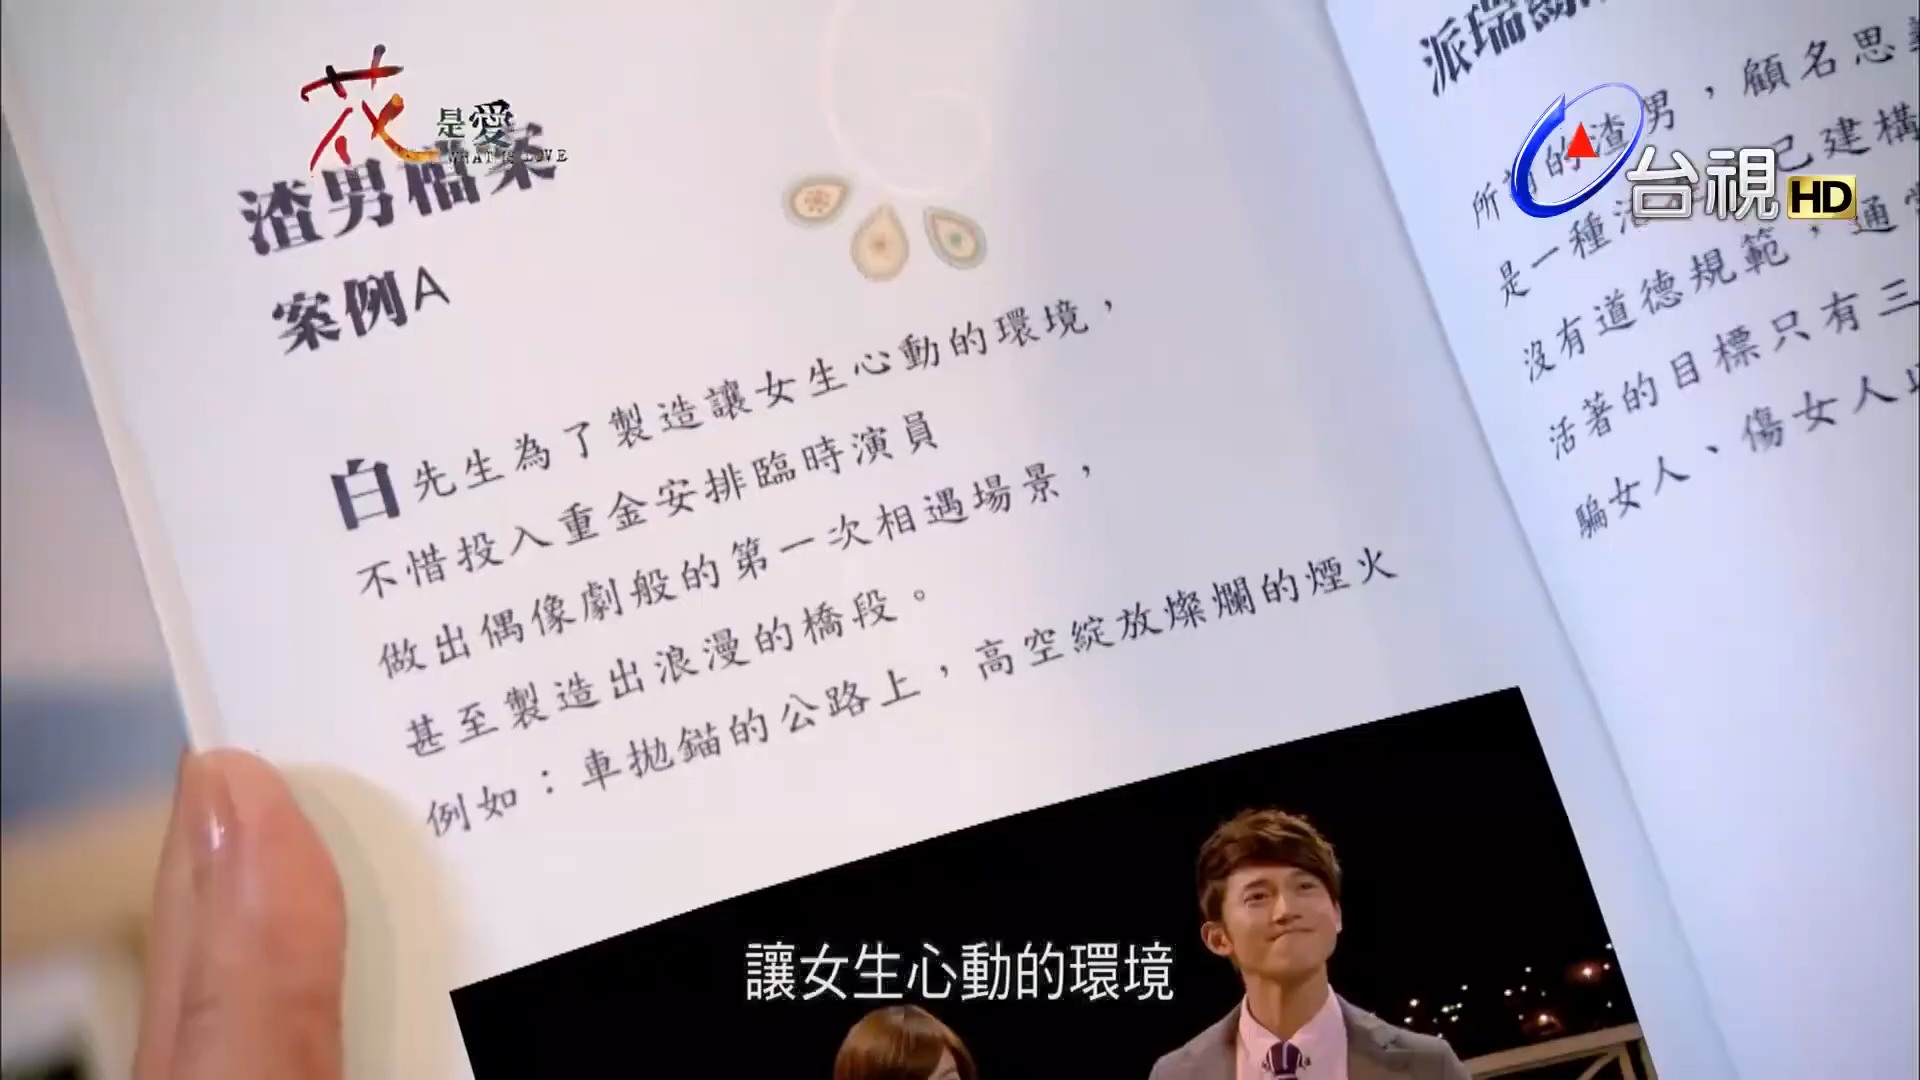 花是愛
WHAT IS LOVE
台視 HD
渣男檔案
案例A
白先生為了製造讓女生心動的環境，
不惜投入重金安排臨時演員
做出偶像劇般的第一次相遇場景，
甚至製造出浪漫的橋段。
例如：車拋錨的公路上，高空綻放燦爛的煙火
派瑞
所謂的渣男，顧名思
是一種活 己建構
沒有道德規範，通常
活著的目標只有三
騙女人、傷女人
讓女生心動的環境